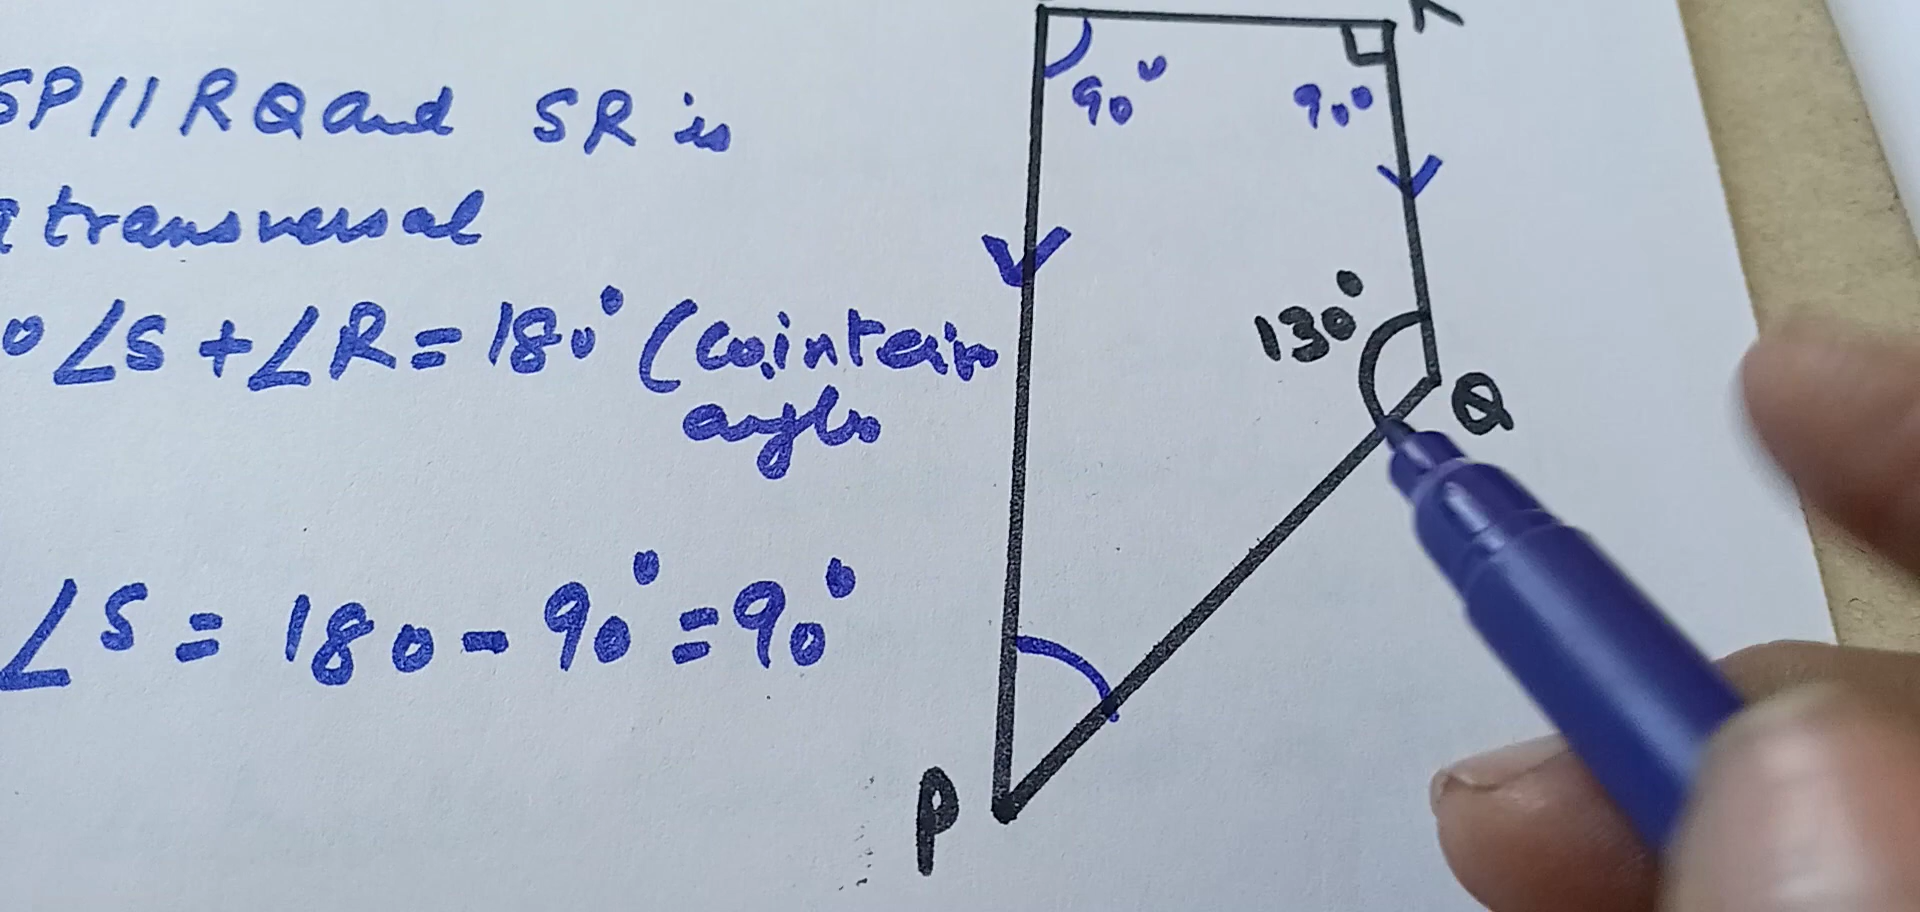 SP // RQ and SR is
a transversal
∠S + ∠R = 180° (cointerior
angles
∠S = 180 - 90° = 90°
90°
90°
130°
Q
P